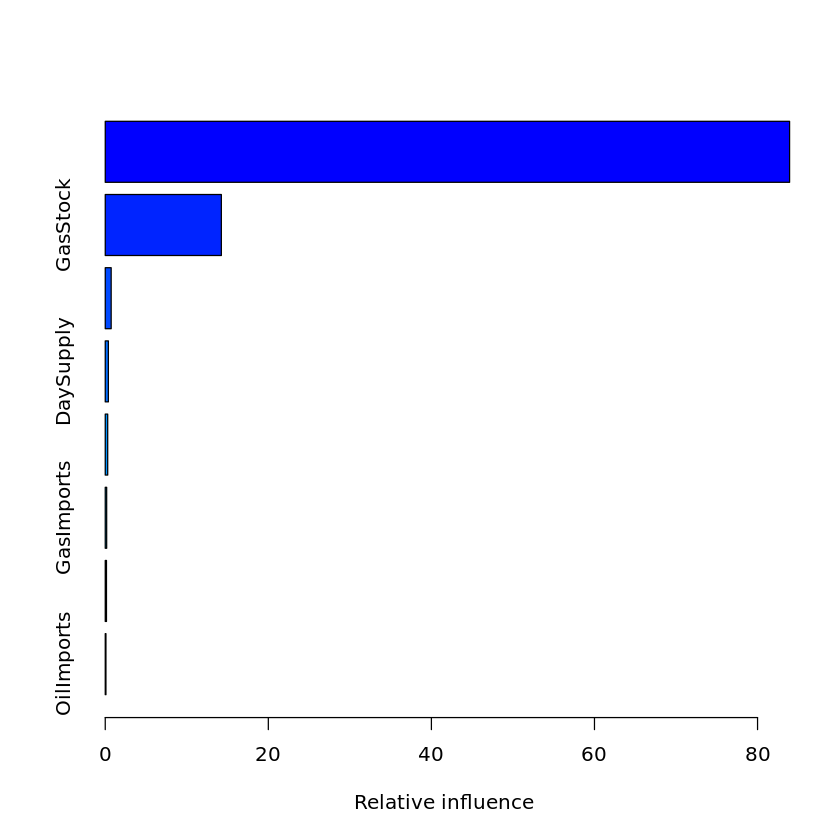 GasStock
DaySupply
GasImports
OilImports
0 20 40 60 80
Relative influence